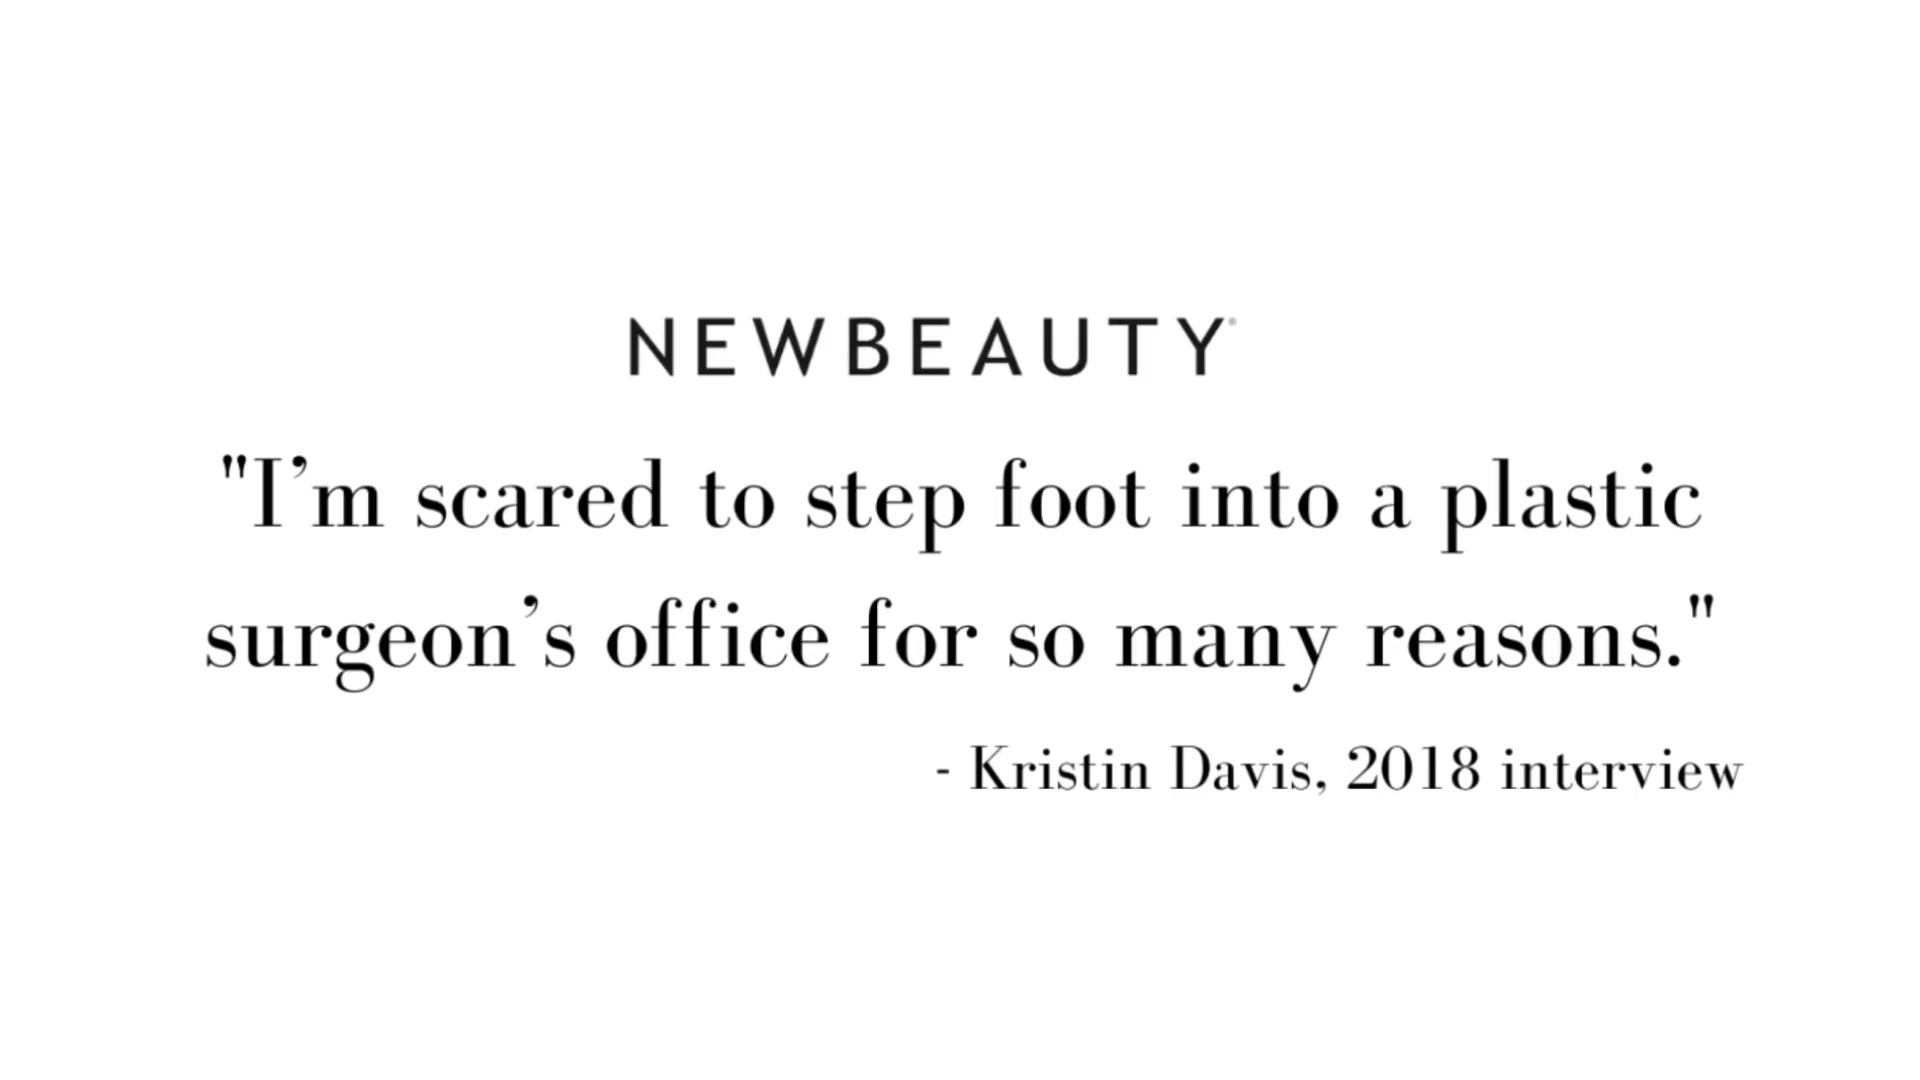 NEWBEAUTY
"I’m scared to step foot into a plastic
surgeon’s office for so many reasons."
- Kristin Davis, 2018 interview